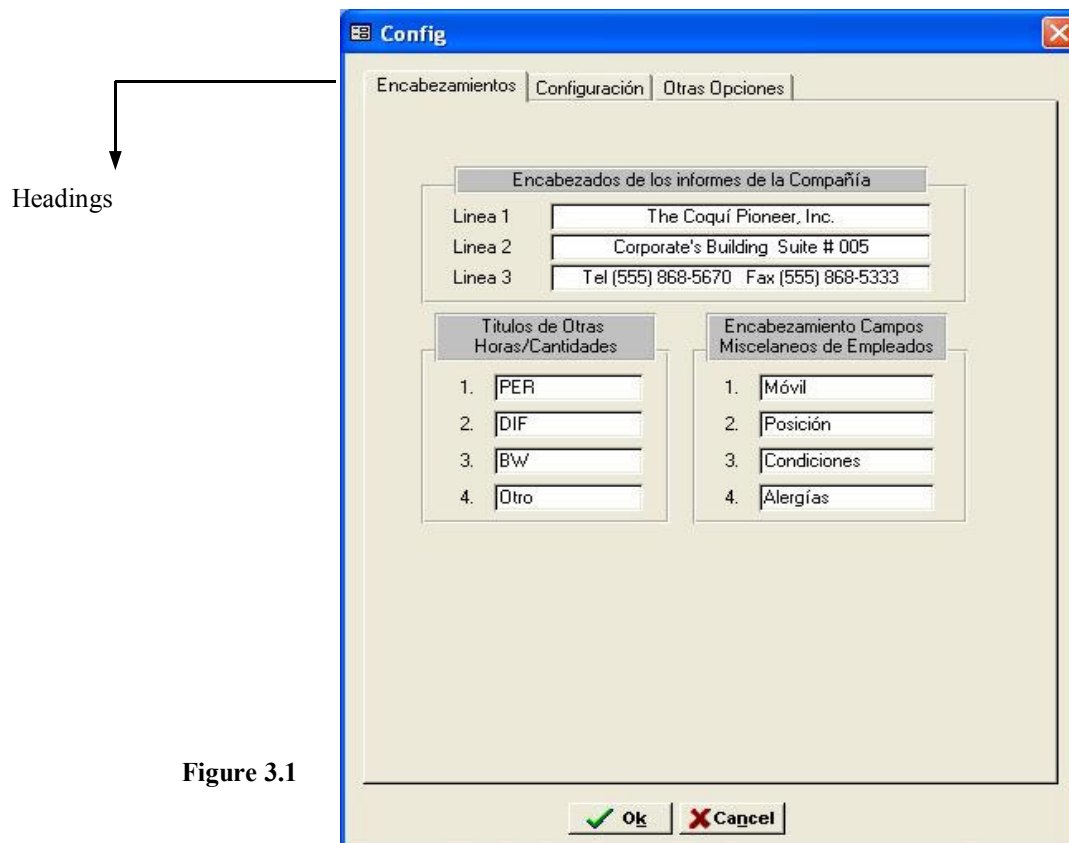 Config
Encabezamientos Configuración Otras Opciones
Headings
Encabezados de los informes de la Compañía
Linea 1 The Coquí Pioneer, Inc.
Linea 2 Corporate's Building Suite # 005
Linea 3 Tel (555) 868-5670 Fax (555) 868-5333
Titulos de Otras
Horas/Cantidades
1. PER
2. DIF
3. BW
4. Otro
Encabezamiento Campos
Miscelaneos de Empleados
1. Móvil
2. Posición
3. Condiciones
4. Alergías
Figure 3.1
Ok Cancel